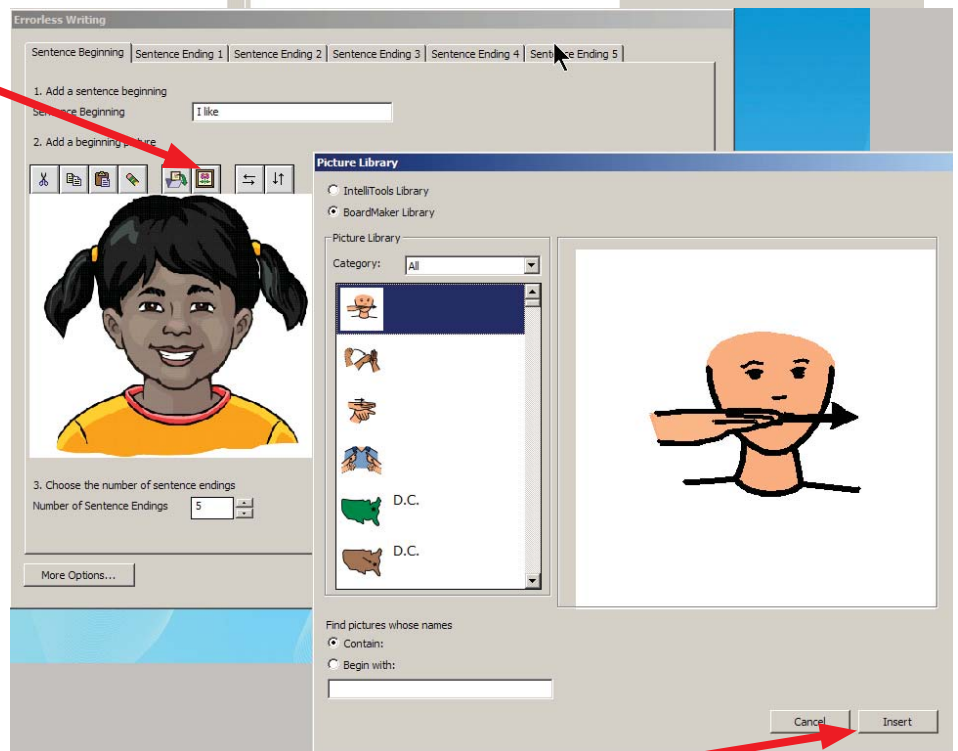 Errorless Writing
Sentence Beginning Sentence Ending 1 Sentence Ending 2 Sentence Ending 3 Sentence Ending 4 Sentence Ending 5
1. Add a sentence beginning
Sentence Beginning I like
2. Add a beginning picture
Picture Library
IntelliTools Library
BoardMaker Library
Picture Library
Category: All
D.C.
D.C.
3. Choose the number of sentence endings
Number of Sentence Endings 5
More Options...
Find pictures whose names
Contain:
Begin with:
Cancel Insert